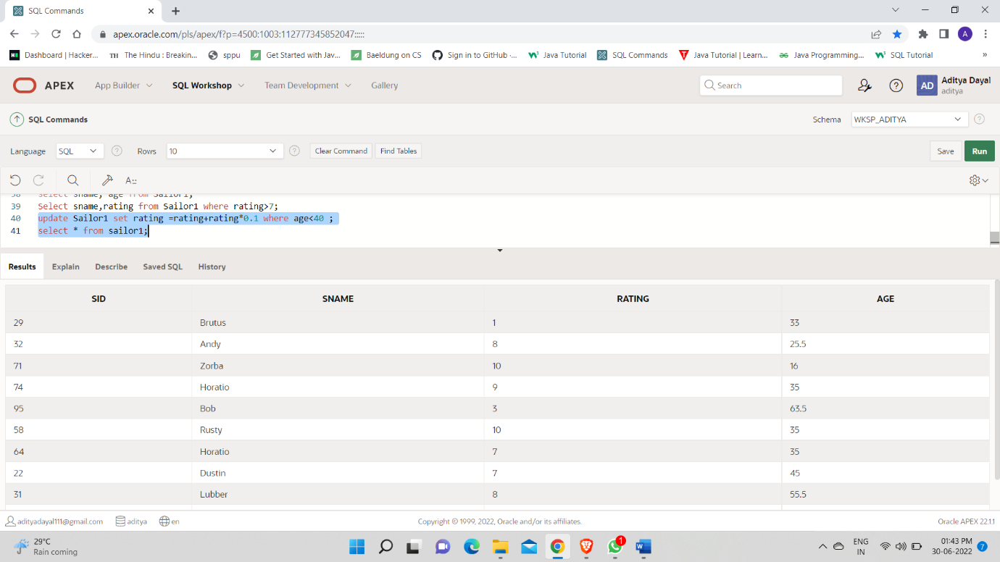 SQL Commands
apex.oracle.com/pls/apex/f?p=4500:1003:112777345852047:::::
A
Dashboard | Hacker... TH The Hindu : Breakin... sppu Get Started with Jav... Baeldung on CS Sign in to GitHub ·... Java Tutorial SQL Commands Java Tutorial | Learn... Java Programming... SQL Tutorial »
APEX App Builder SQL Workshop Team Development Gallery Search AD Aditya Dayal
aditya
SQL Commands Schema WKSP_ADITYA
Language SQL Rows 10 Clear Command Find Tables Save Run
38 select sname, age from Sailor1;
39 Select sname,rating from Sailor1 where rating>7;
40 update Sailor1 set rating =rating+rating*0.1 where age<40 ;
41 select * from sailor1;
Results Explain Describe Saved SQL History
SID SNAME RATING AGE
29 Brutus 1 33
32 Andy 8 25.5
71 Zorba 10 16
74 Horatio 9 35
95 Bob 3 63.5
58 Rusty 10 35
64 Horatio 7 35
22 Dustin 7 45
31 Lubber 8 55.5
adityadayal111@gmail.com aditya en Copyright © 1999, 2022, Oracle and/or its affiliates. Oracle APEX 22.1.1
29°C
Rain coming
1
ENG
IN
01:43 PM
30-06-2022
7